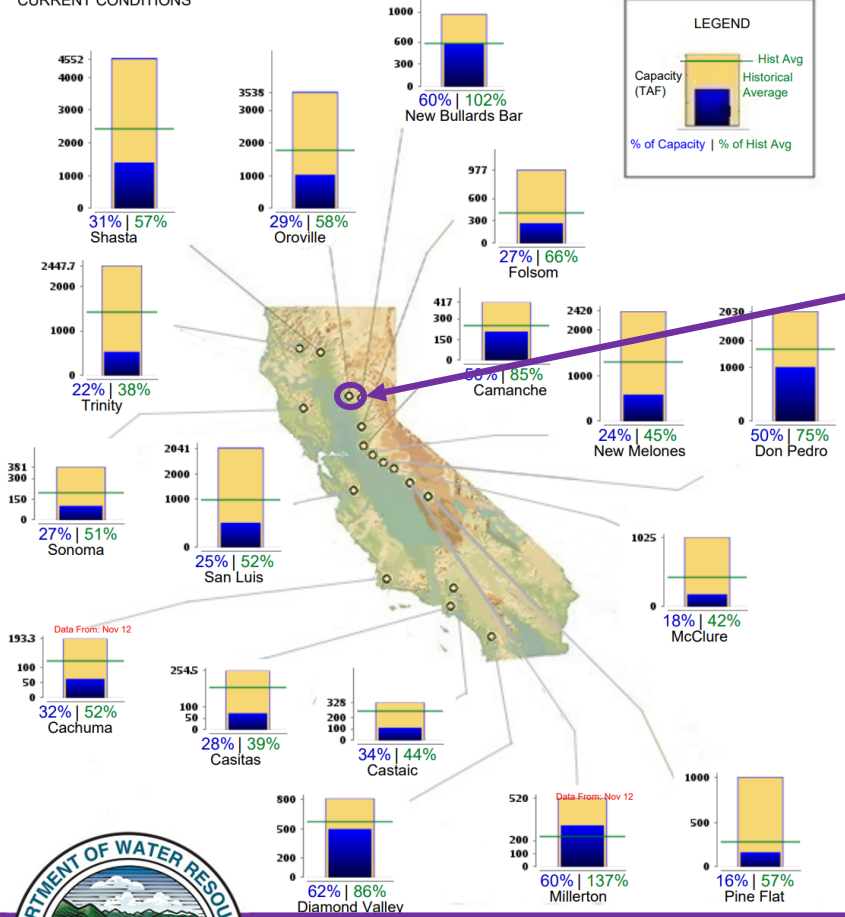 CURRENT CONDITIONS
1000
600
300
0
60% | 102%
New Bullards Bar
LEGEND
Hist Avg
Capacity
(TAF)
Historical
Average
% of Capacity | % of Hist Avg
4552
4000
3000
2000
1000
0
31% | 57%
Shasta
3538
3000
2000
1000
0
29% | 58%
Oroville
977
600
300
0
27% | 66%
Folsom
2447.7
2000
1000
0
22% | 38%
Trinity
417
300
150
0
50% | 85%
Camanche
2420
2000
1000
0
24% | 45%
New Melones
2030
2000
1000
0
50% | 75%
Don Pedro
381
300
150
0
27% | 51%
Sonoma
2041
2000
1000
0
25% | 52%
San Luis
1025
0
18% | 42%
McClure
Data From: Nov 12
193.3
100
50
0
32% | 52%
Cachuma
254.5
100
50
0
28% | 39%
Casitas
328
200
100
0
34% | 44%
Castaic
800
500
200
0
62% | 86%
Diamond Valley
Data From: Nov 12
520
200
100
0
60% | 137%
Millerton
1000
500
0
16% | 57%
Pine Flat
RTMENT OF WATER RESOU